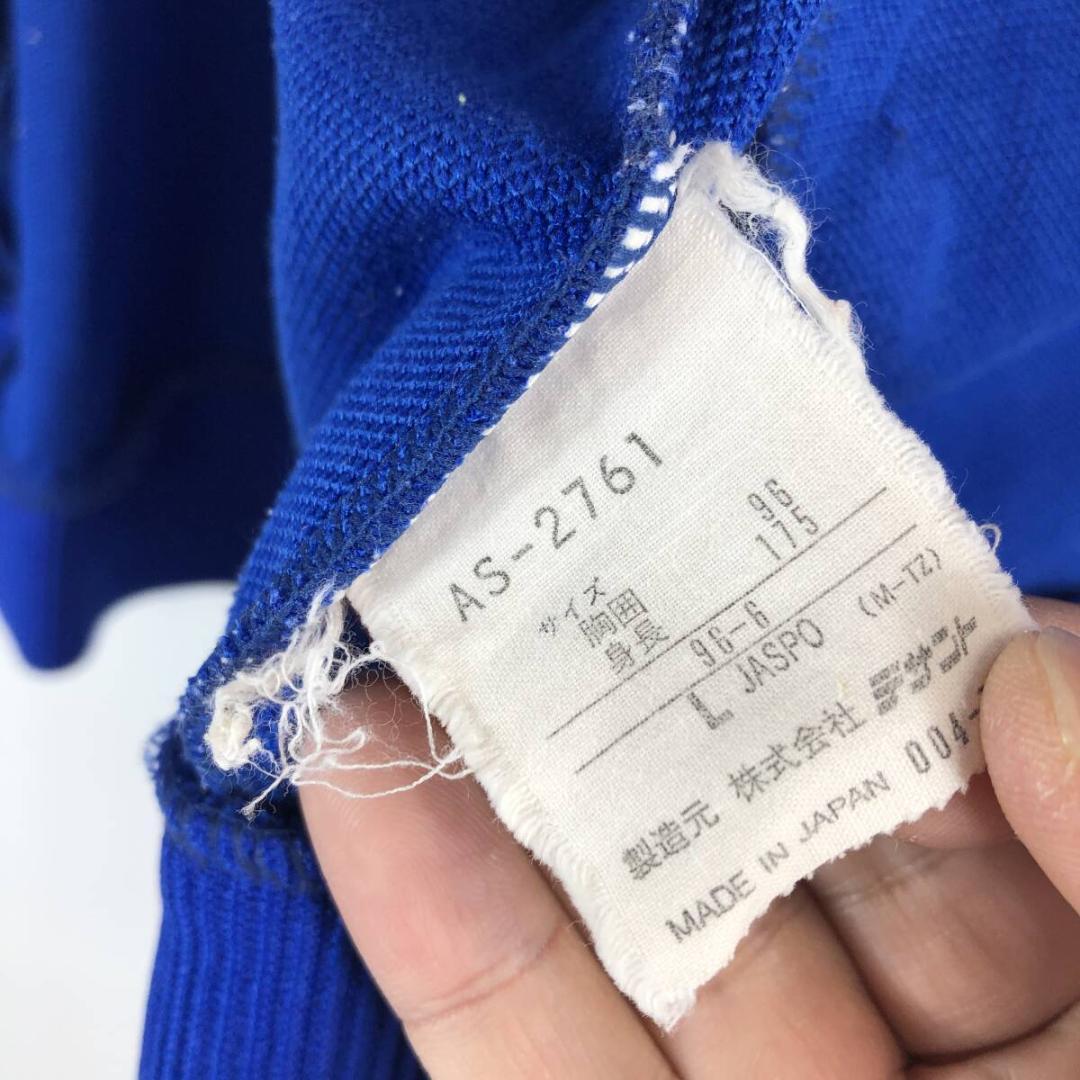 AS-2761
サイズ
胸囲 96
身長 175
96-6
L JASPO (M-TZ)
製造元 株式会社 デサント
MADE IN JAPAN 004-